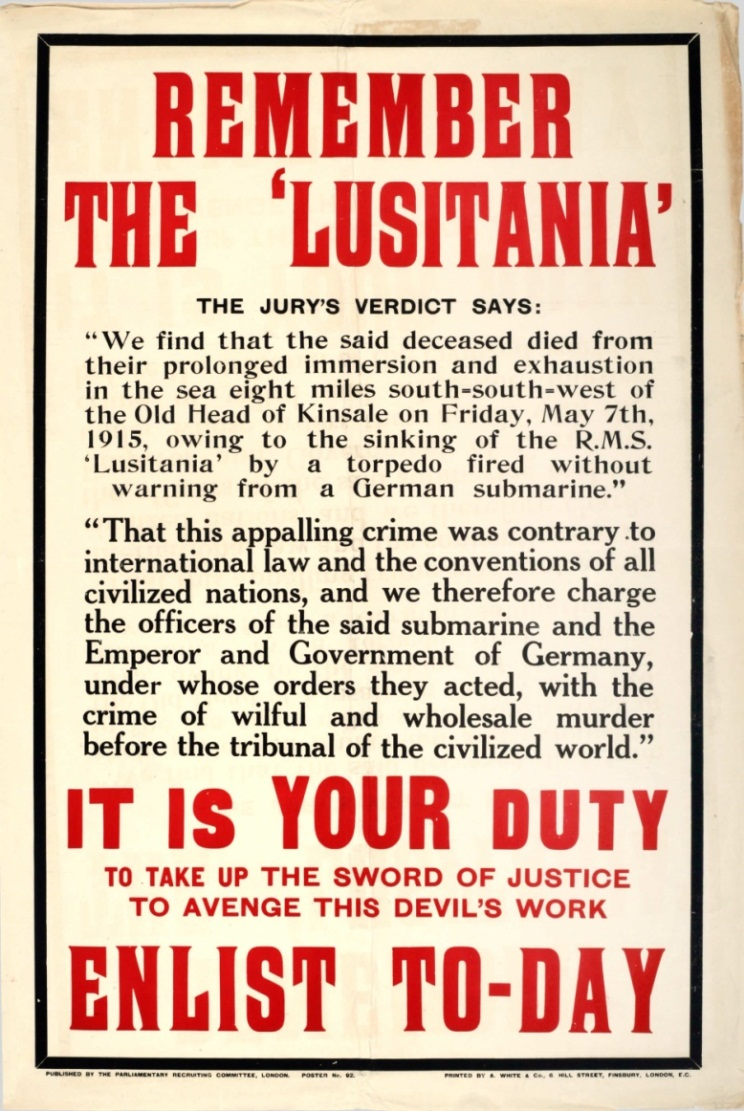 REMEMBER
THE 'LUSITANIA'
THE JURY'S VERDICT SAYS:
"We find that the said deceased died from
their prolonged immersion and exhaustion
in the sea eight miles south=south=west of
the Old Head of Kinsale on Friday, May 7th,
1915, owing to the sinking of the R.M.S.
'Lusitania' by a torpedo fired without
warning from a German submarine."
"That this appalling crime was contrary to
international law and the conventions of all
civilized nations, and we therefore charge
the officers of the said submarine and the
Emperor and Government of Germany,
under whose orders they acted, with the
crime of wilful and wholesale murder
before the tribunal of the civilized world."
IT IS YOUR DUTY
TO TAKE UP THE SWORD OF JUSTICE
TO AVENGE THIS DEVIL'S WORK
ENLIST TO-DAY
PUBLISHED BY THE PARLIAMENTARY RECRUITING COMMITTEE, LONDON. POSTER No. 82. PRINTED BY A. WHITE & Co., 6 HILL STREET, FINSBURY, LONDON, E.C.